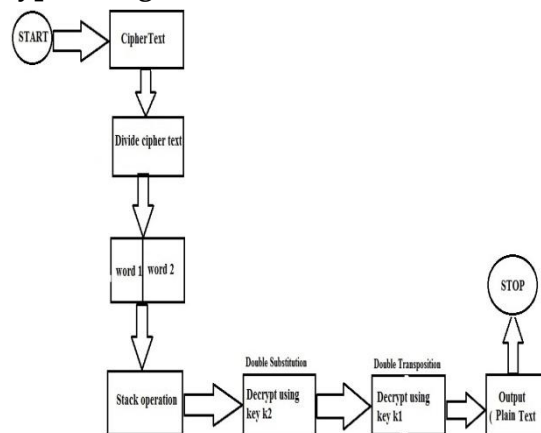 START
CipherText
Divide cipher text
word 1 word 2
STOP
Double Substitution
Double Transposition
Stack operation
Decrypt using
key k2
Decrypt using
key k1
Output
( Plain Text